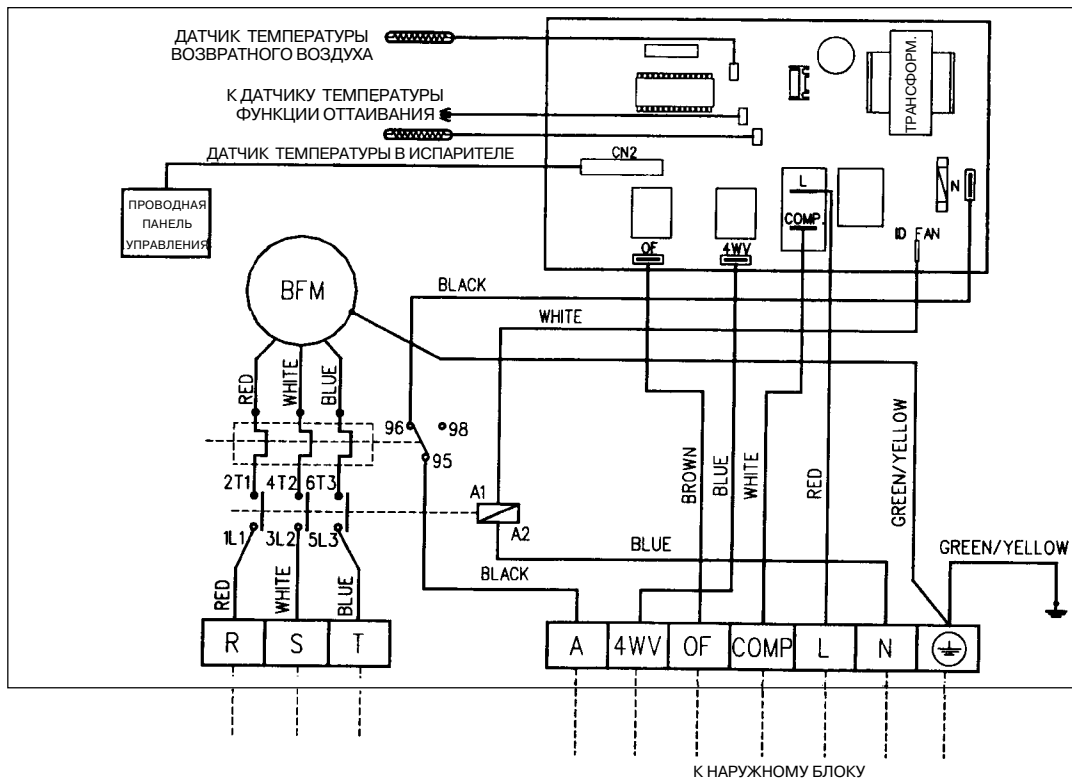 ДАТЧИК ТЕМПЕРАТУРЫ
ВОЗВРАТНОГО ВОЗДУХА
К ДАТЧИКУ ТЕМПЕРАТУРЫ
ФУНКЦИИ ОТТАИВАНИЯ
ДАТЧИК ТЕМПЕРАТУРЫ В ИСПАРИТЕЛЕ
ПРОВОДНАЯ
ПАНЕЛЬ
УПРАВЛЕНИЯ
CN2
ТРАНСФОРМ.
L
COMP.
N
ID FAN
OF
4WV
BLACK
WHITE
BFM
RED
WHITE
BLUE
96
98
95
2T1
4T2
6T3
A1
A2
1L1
3L2
5L3
BROWN
BLUE
WHITE
RED
GREEN/YELLOW
BLUE
GREEN/YELLOW
BLACK
RED
WHITE
BLUE
R
S
T
A
4WV
OF
COMP
L
N
К НАРУЖНОМУ БЛОКУ